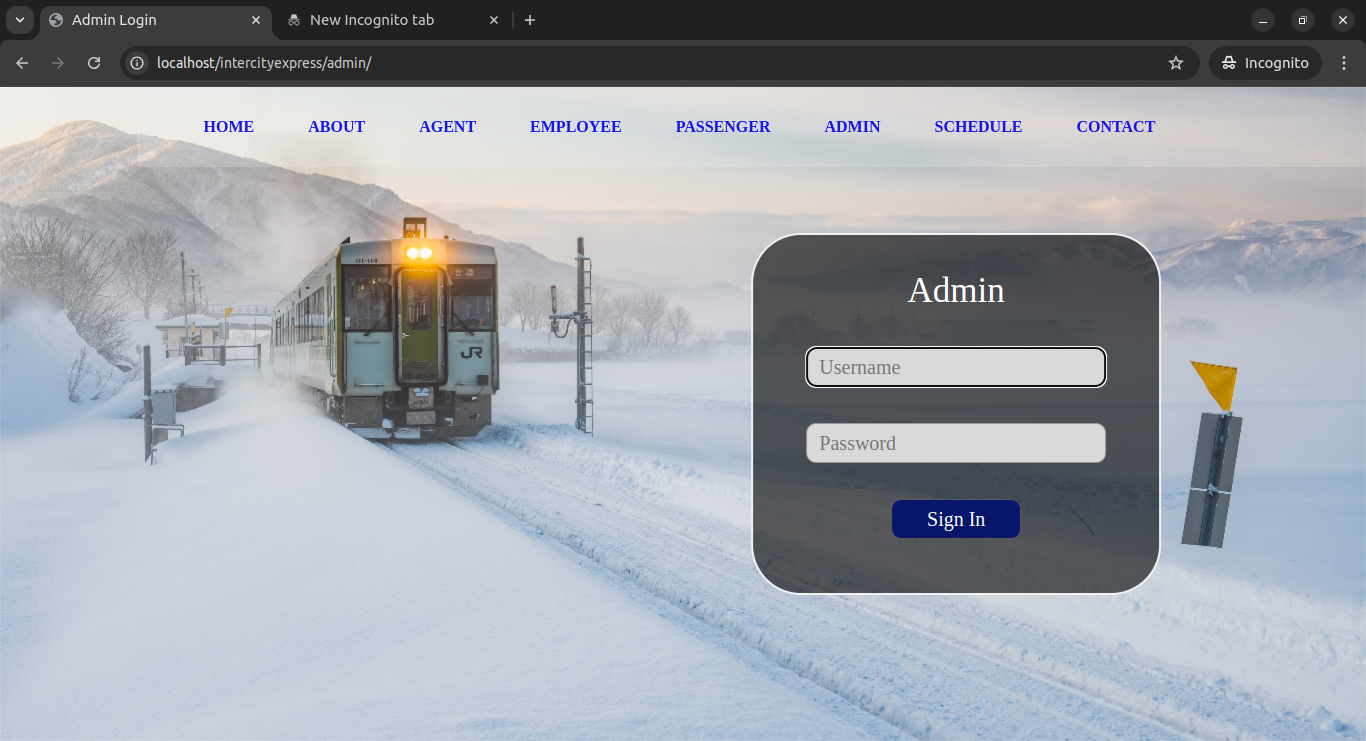 Admin Login
New Incognito tab
localhost/intercityexpress/admin/
Incognito
HOME ABOUT AGENT EMPLOYEE PASSENGER ADMIN SCHEDULE CONTACT
JR
Admin
Username
Password
Sign In